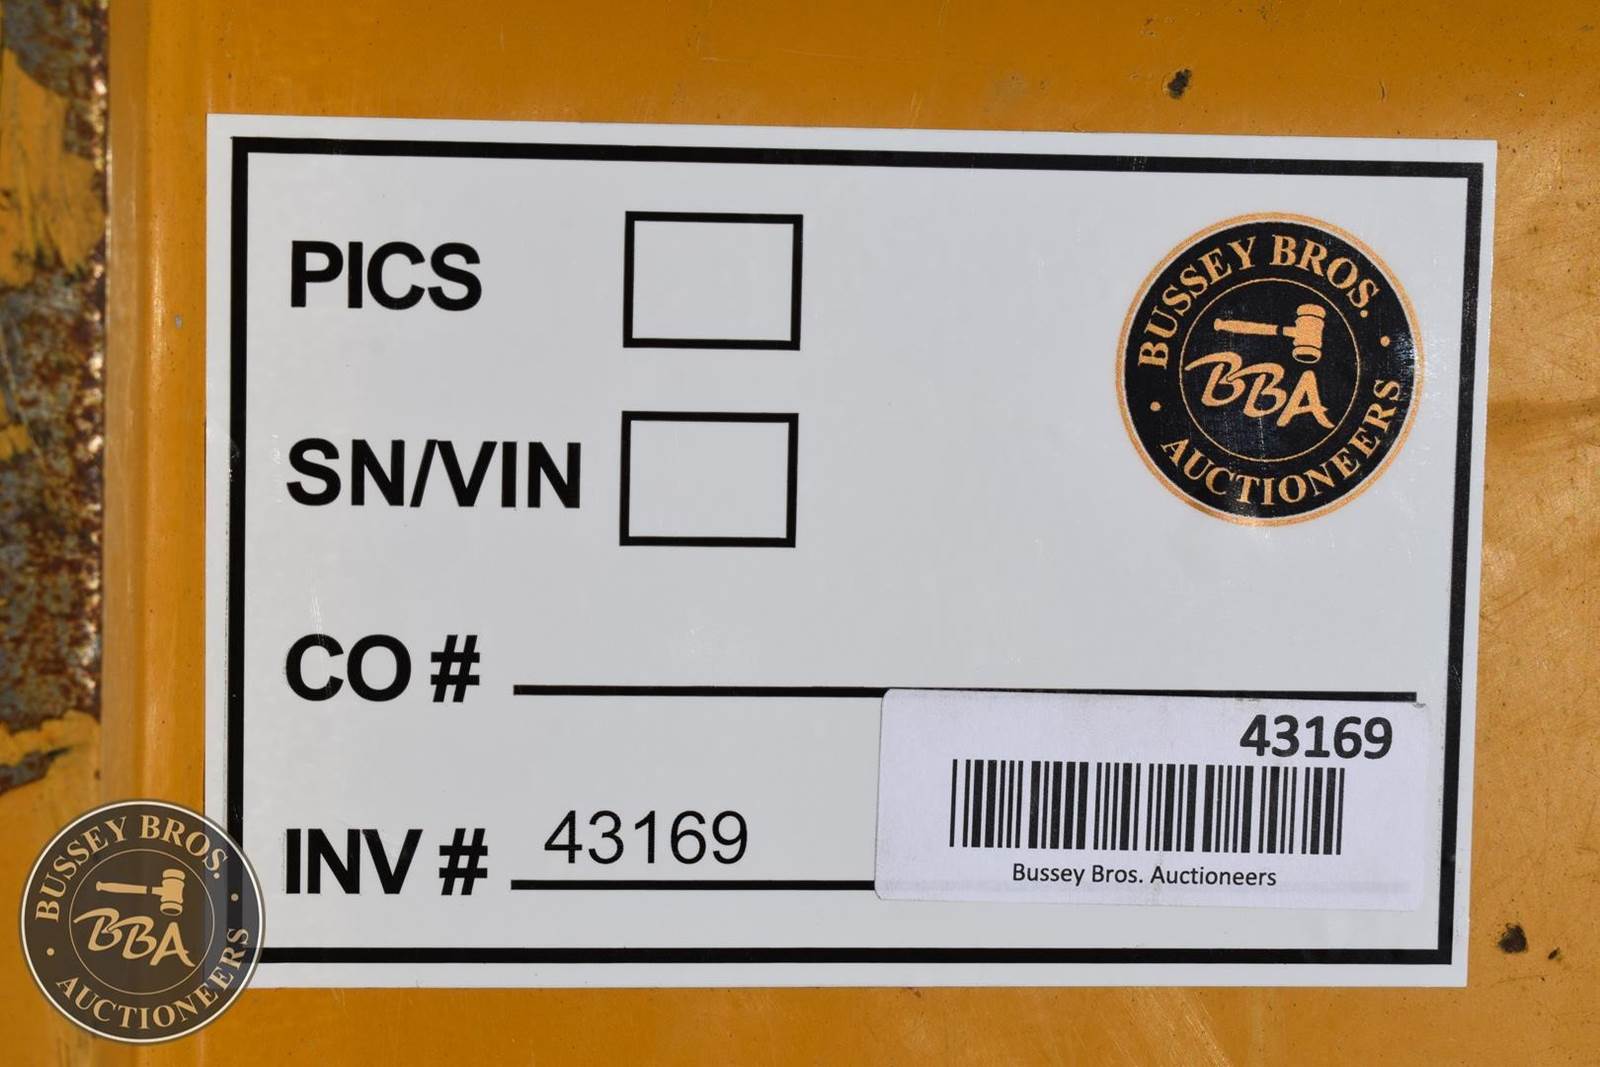 PICS
BUSSEY BROS.
BBA
AUCTIONEERS
SN/VIN
CO #
43169
INV # 43169
Bussey Bros. Auctioneers
BUSSEY BROS.
BBA
AUCTIONEERS